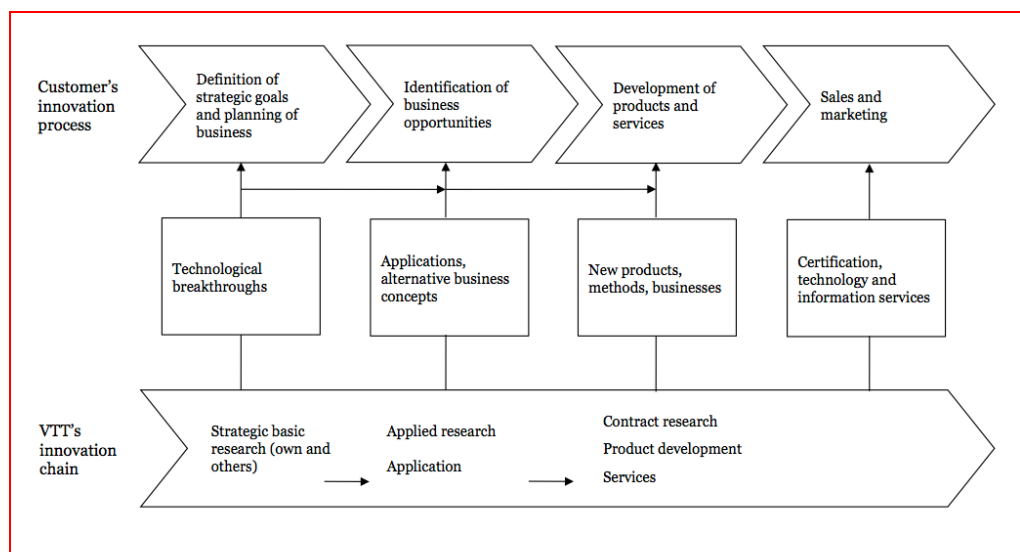 Customer's
innovation
process
Definition of
strategic goals
and planning of
business
Identification of
business
opportunities
Development of
products and
services
Sales and
marketing
Technological
breakthroughs
Applications,
alternative business
concepts
New products,
methods, businesses
Certification,
technology and
information services
VTT's
innovation
chain
Strategic basic
research (own and
others)
Applied research
Application
Contract research
Product development
Services